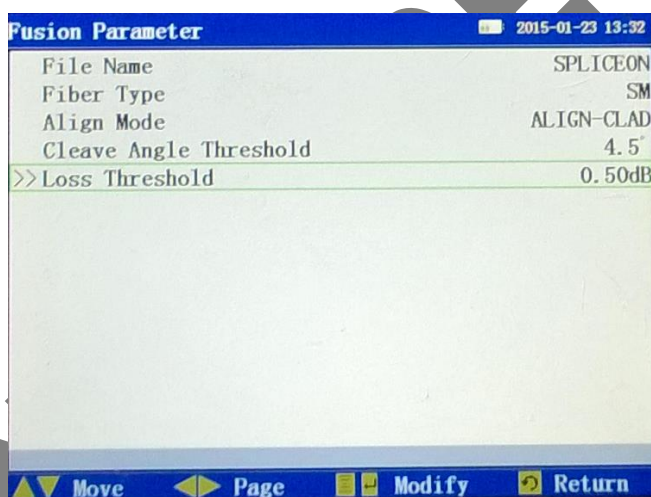 Fusion Parameter 2015-01-23 13:32
File Name SPLICEON
Fiber Type SM
Align Mode ALIGN-CLAD
Cleave Angle Threshold 4.5°
>>Loss Threshold 0.50dB
Move Page Modify Return